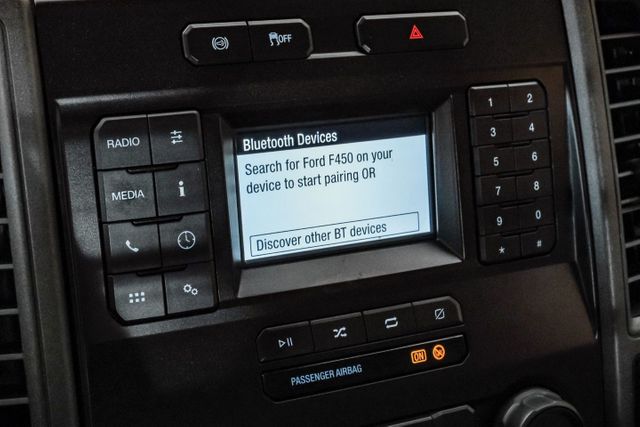 OFF
RADIO
MEDIA
Bluetooth Devices
Search for Ford F450 on your
device to start pairing OR
Discover other BT devices
1 2
3 4
5 6
7 8
9 0
* #
PASSENGER AIRBAG ON